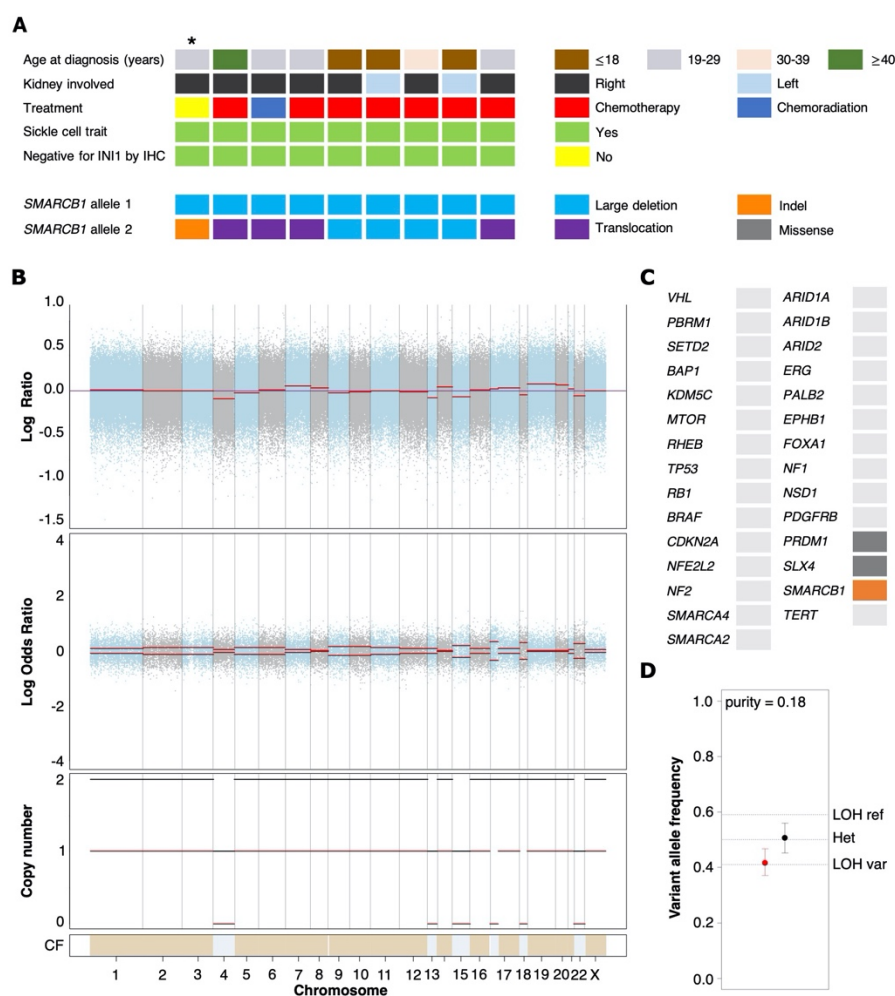 A
*
Age at diagnosis (years) ≤18 19-29 30-39 ≥40
Kidney involved Right Left
Treatment Chemotherapy Chemoradiation
Sickle cell trait Yes
Negative for INI1 by IHC No
SMARCB1 allele 1 Large deletion Indel
SMARCB1 allele 2 Translocation Missense
B
1.0
0.5
0.0
-0.5
-1.0
-1.5
Log Ratio
4
2
0
-2
-4
Log Odds Ratio
2
1
0
Copy number
CF
1 2 3 4 5 6 7 8 9 10 11 12 13 15 16 17 18 19 20 22 X
Chromosome
C
VHL ARID1A
PBRM1 ARID1B
SETD2 ARID2
BAP1 ERG
KDM5C PALB2
MTOR EPHB1
RHEB FOXA1
TP53 NF1
RB1 NSD1
BRAF PDGFRB
CDKN2A PRDM1
NFE2L2 SLX4
NF2 SMARCB1
SMARCA4 TERT
SMARCA2
D
1.0
0.8
0.6
0.4
0.2
0.0
Variant allele frequency
purity = 0.18
LOH ref
Het
LOH var